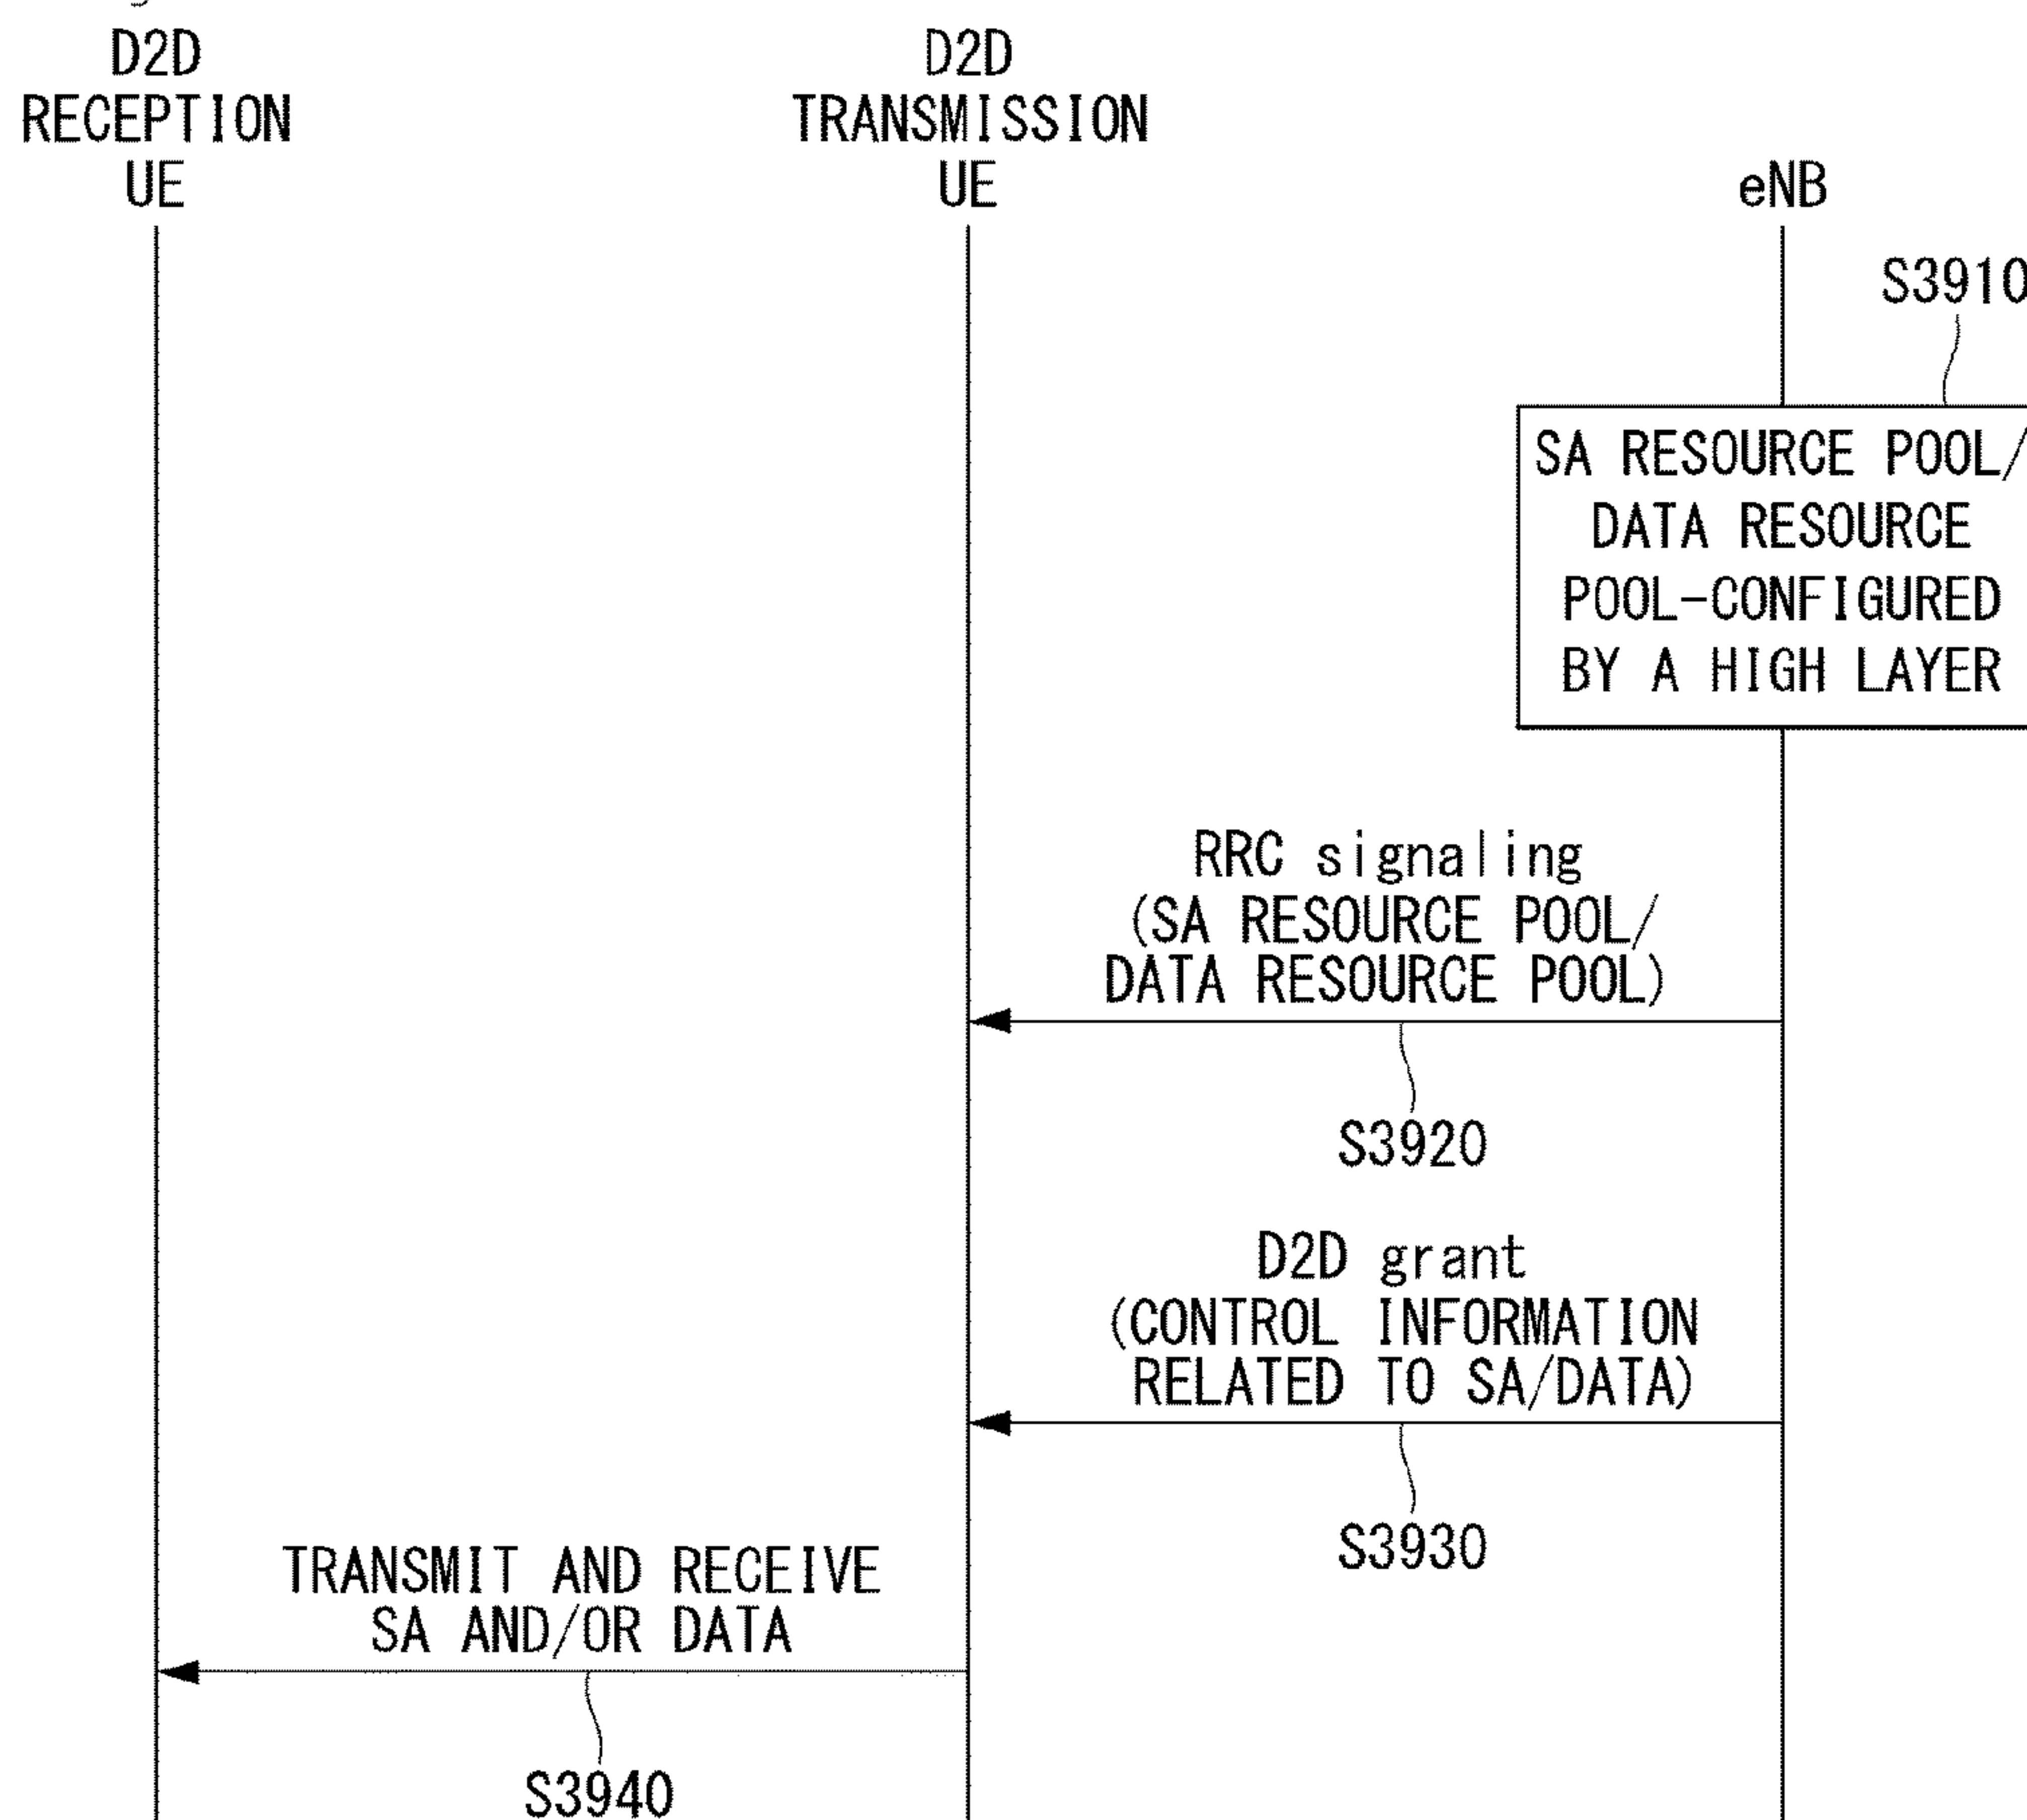 D2D
RECEPTION
UE
D2D
TRANSMISSION
UE
eNB
S3910
SA RESOURCE POOL/
DATA RESOURCE
POOL-CONFIGURED
BY A HIGH LAYER
RRC signaling
(SA RESOURCE POOL/
DATA RESOURCE POOL)
S3920
D2D grant
(CONTROL INFORMATION
RELATED TO SA/DATA)
S3930
TRANSMIT AND RECEIVE
SA AND/OR DATA
S3940